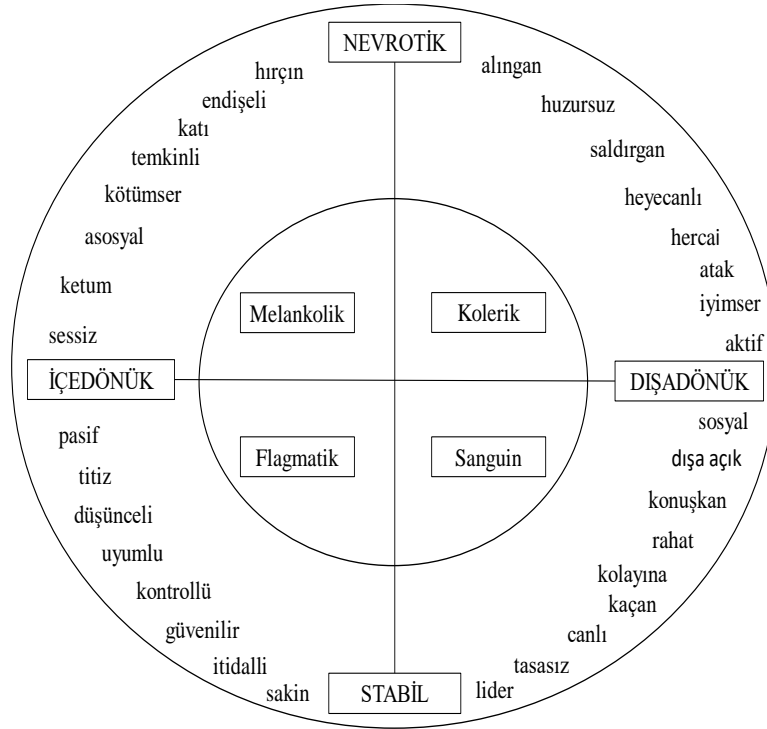 NEVROTİK
hırçın
alıngan
endişeli
huzursuz
katı
temkinli
saldırgan
kötümser
heyecanlı
asosyal
hercai
atak
ketum
iyimser
Melankolik
Kolerik
sessiz
aktif
İÇEDÖNÜK
DIŞADÖNÜK
pasif
sosyal
Flagmatik
Sanguin
dışa açık
titiz
konuşkan
düşünceli
rahat
uyumlu
kolayına
kaçan
kontrollü
güvenilir
canlı
itidalli
tasasız
sakin
STABİL
lider